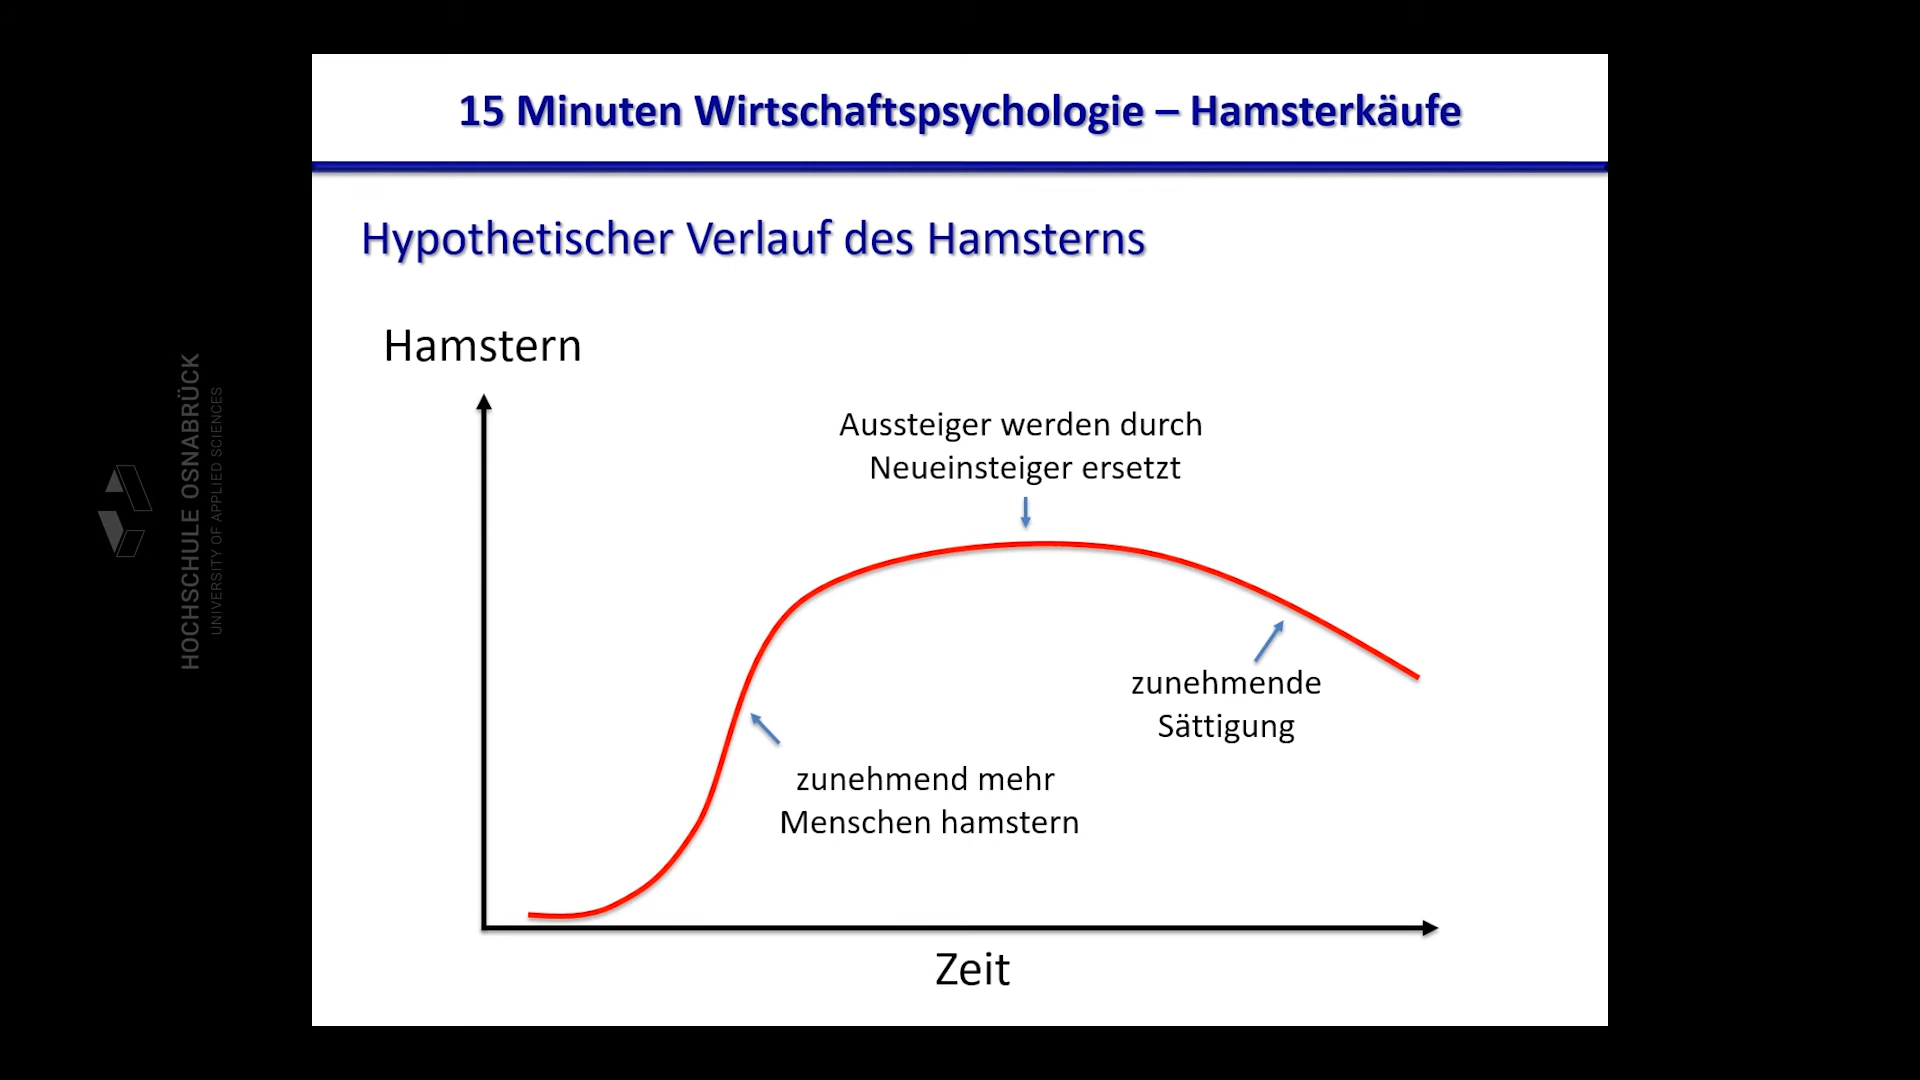 15 Minuten Wirtschaftspsychologie – Hamsterkäufe
Hypothetischer Verlauf des Hamsterns
Hamstern
Aussteiger werden durch
Neueinsteiger ersetzt
zunehmende
Sättigung
zunehmend mehr
Menschen hamstern
Zeit
HOCHSCHULE OSNABRÜCK
UNIVERSITY OF APPLIED SCIENCES